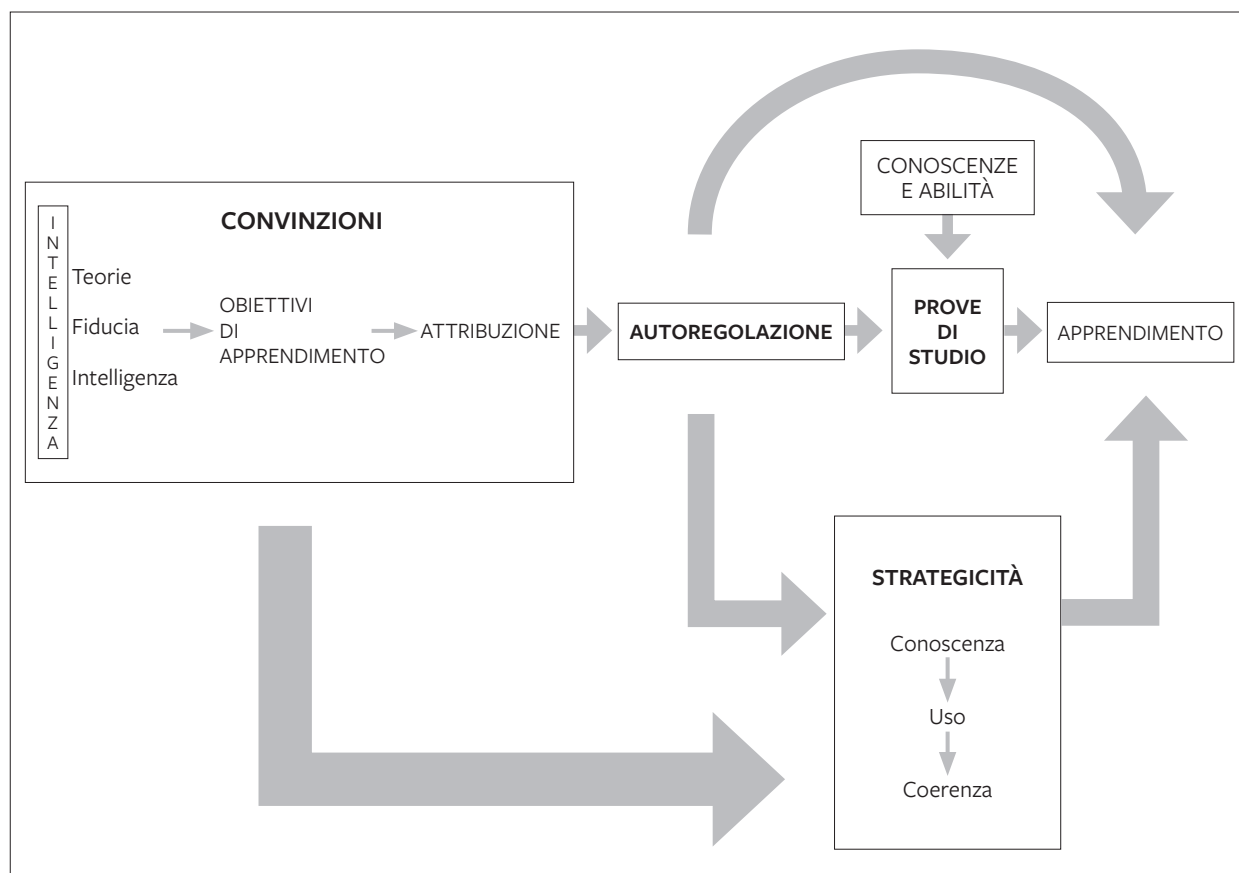 CONVINZIONI
INTELLIGENZA
Teorie
Fiducia
Intelligenza
OBIETTIVI
DI
APPRENDIMENTO
ATTRIBUZIONE
AUTOREGOLAZIONE
CONOSCENZE
E ABILITÀ
PROVE
DI
STUDIO
APPRENDIMENTO
STRATEGICITÀ
Conoscenza
Uso
Coerenza